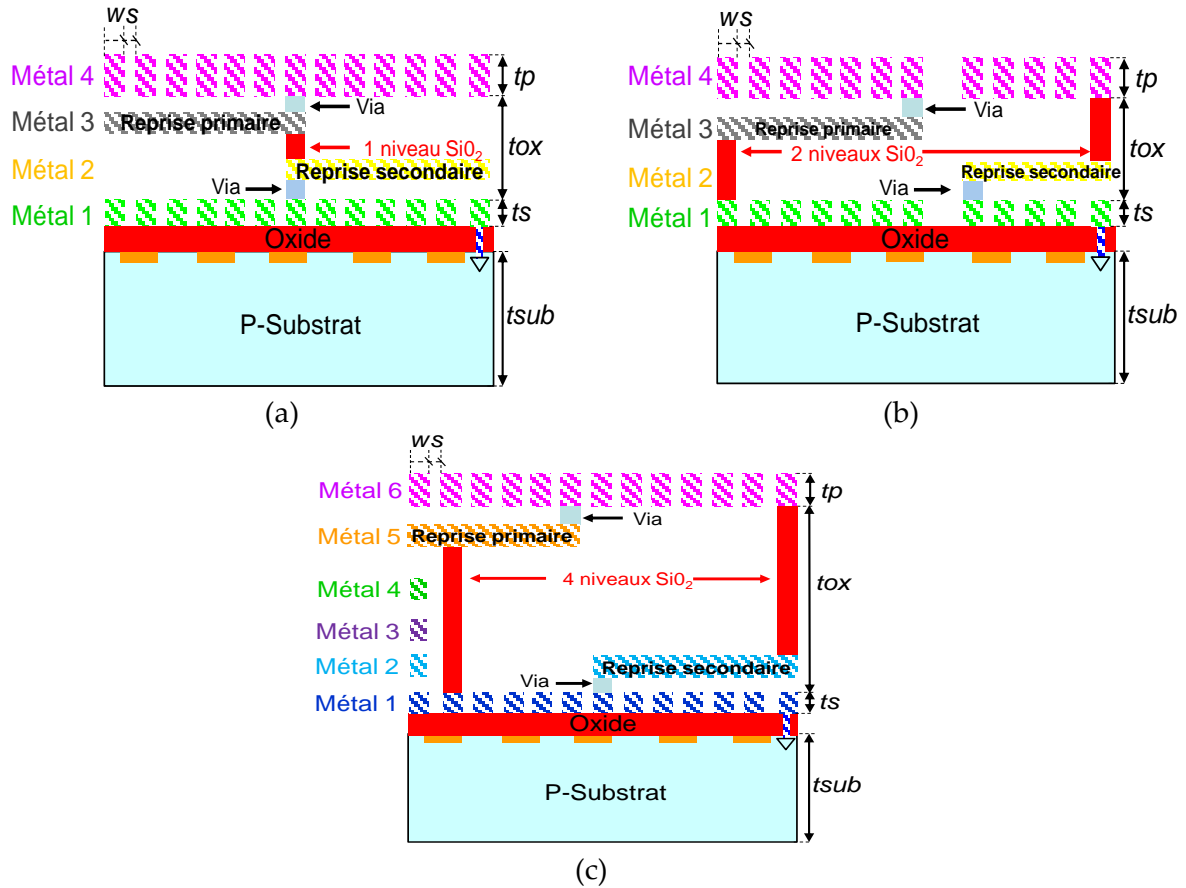 w s
Métal 4
tp
Via
Métal 3
Reprise primaire
1 niveau Si0₂
tox
Métal 2
Reprise secondaire
Via
Métal 1
ts
Oxide
P-Substrat
tsub
(a)
w s
Métal 4
tp
Via
Métal 3
Reprise primaire
2 niveaux Si0₂
tox
Métal 2
Reprise secondaire
Via
Métal 1
ts
Oxide
P-Substrat
tsub
(b)
w s
Métal 6
tp
Via
Métal 5
Reprise primaire
4 niveaux Si0₂
tox
Métal 4
Métal 3
Métal 2
Reprise secondaire
Via
Métal 1
ts
Oxide
P-Substrat
tsub
(c)